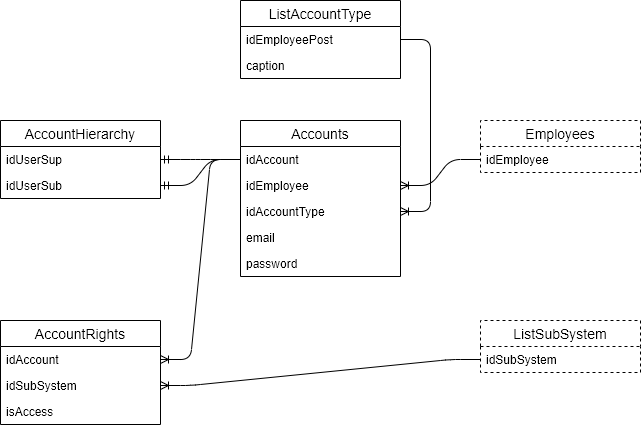 ListAccountType
idEmployeePost
caption
AccountHierarchy
idUserSup
idUserSub
Accounts
idAccount
idEmployee
idAccountType
email
password
Employees
idEmployee
AccountRights
idAccount
idSubSystem
isAccess
ListSubSystem
idSubSystem